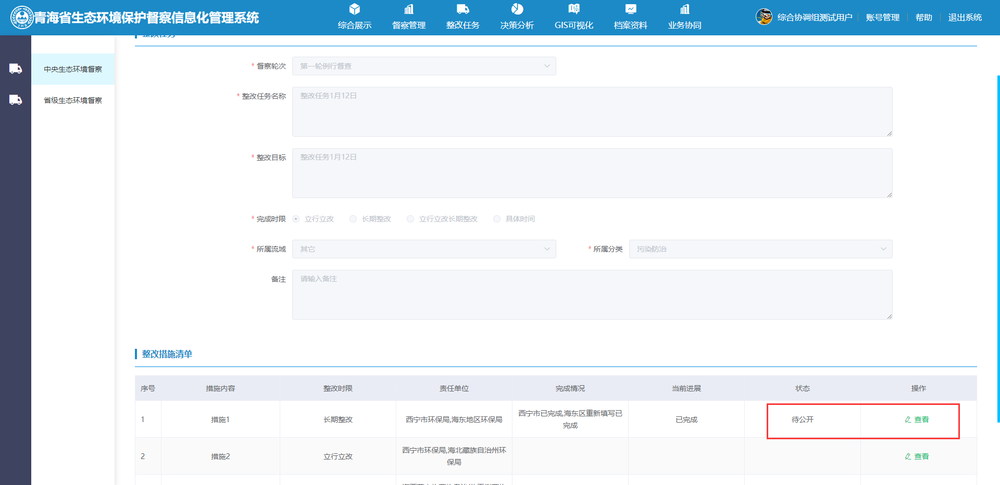 青海省生态环境保护督察信息化管理系统
综合展示
督察管理
整改任务
决策分析
GIS可视化
档案资料
业务协同
综合协调组测试用户
账号管理
帮助
退出系统
中央生态环境督察
省级生态环境督察
整改任务
* 督察轮次
第一轮例行督查
* 整改任务名称
整改任务1月12日
* 整改目标
整改任务1月12日
* 完成时限
立行立改
长期整改
立行立改长期整改
具体时间
* 所属流域
其它
* 所属分类
污染防治
备注
请输入备注
整改措施清单
序号
措施内容
整改时限
责任单位
完成情况
当前进展
状态
操作
1
措施1
长期整改
西宁市环保局,海东地区环保局
西宁市已完成,海东区重新填写已
完成
已完成
待公开
查看
2
措施2
立行立改
西宁市环保局,海北藏族自治州环
保局
查看